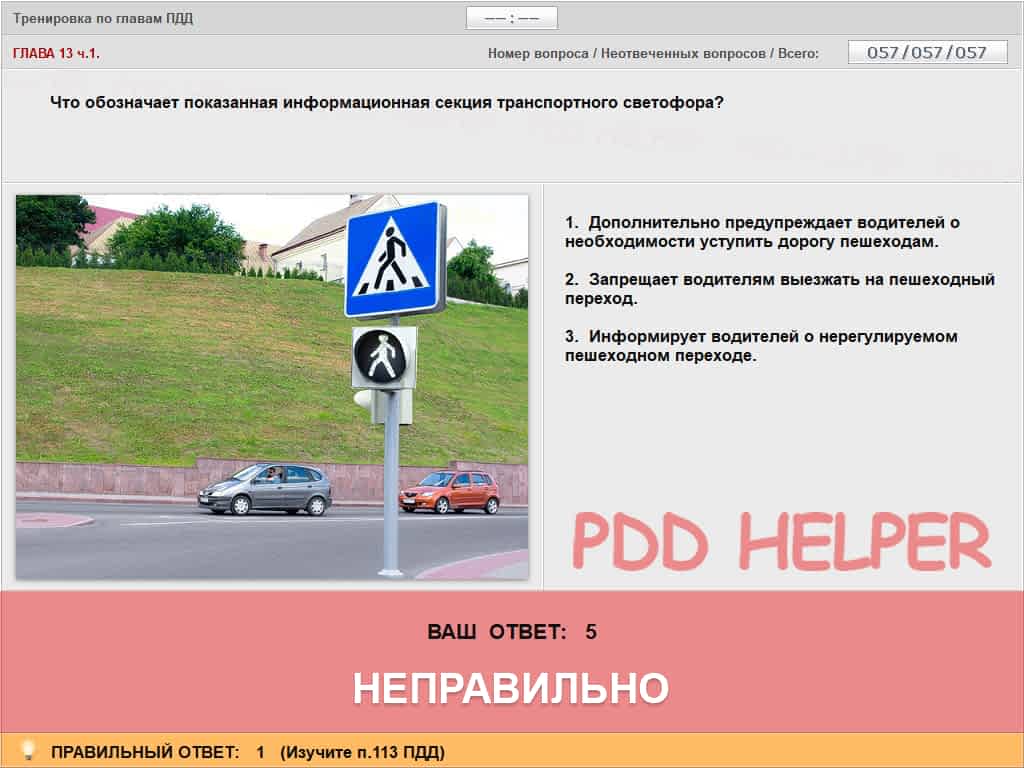 Тренировка по главам ПДД
—— : ——
ГЛАВА 13 ч.1.
Номер вопроса / Неотвеченных вопросов / Всего:
057/057/057
Что обозначает показанная информационная секция транспортного светофора?
1. Дополнительно предупреждает водителей о
необходимости уступить дорогу пешеходам.
2. Запрещает водителям выезжать на пешеходный
переход.
3. Информирует водителей о нерегулируемом
пешеходном переходе.
PDD HELPER
ВАШ ОТВЕТ: 5
НЕПРАВИЛЬНО
ПРАВИЛЬНЫЙ ОТВЕТ: 1 (Изучите п.113 ПДД)